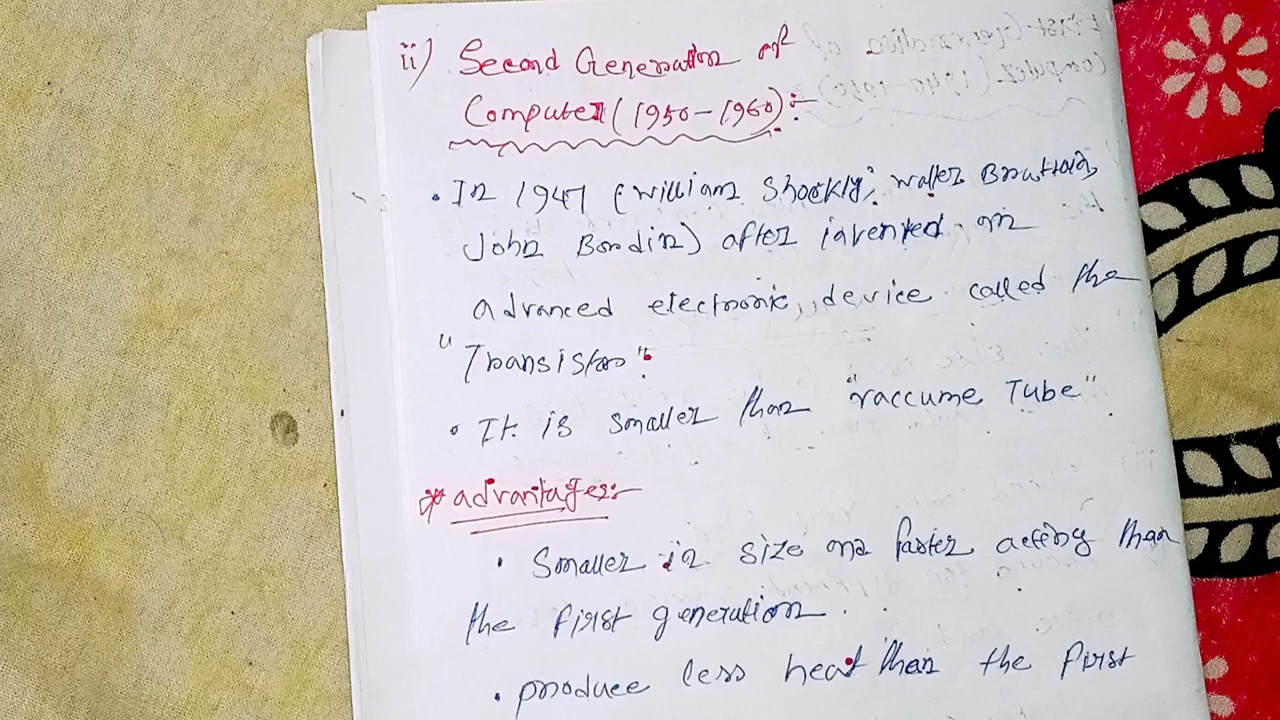 ii) Second Generation of
Computer (1950-1960):-
• In 1947 (William Shockly, walter Brattain,
John Bardin) after invented an
advanced electronic, device called the
"Transistor".
• It is smaller than "vaccume Tube"
* advantages:-
• Smaller in size and faster acting than
the first generation.
• produce less heat than the first